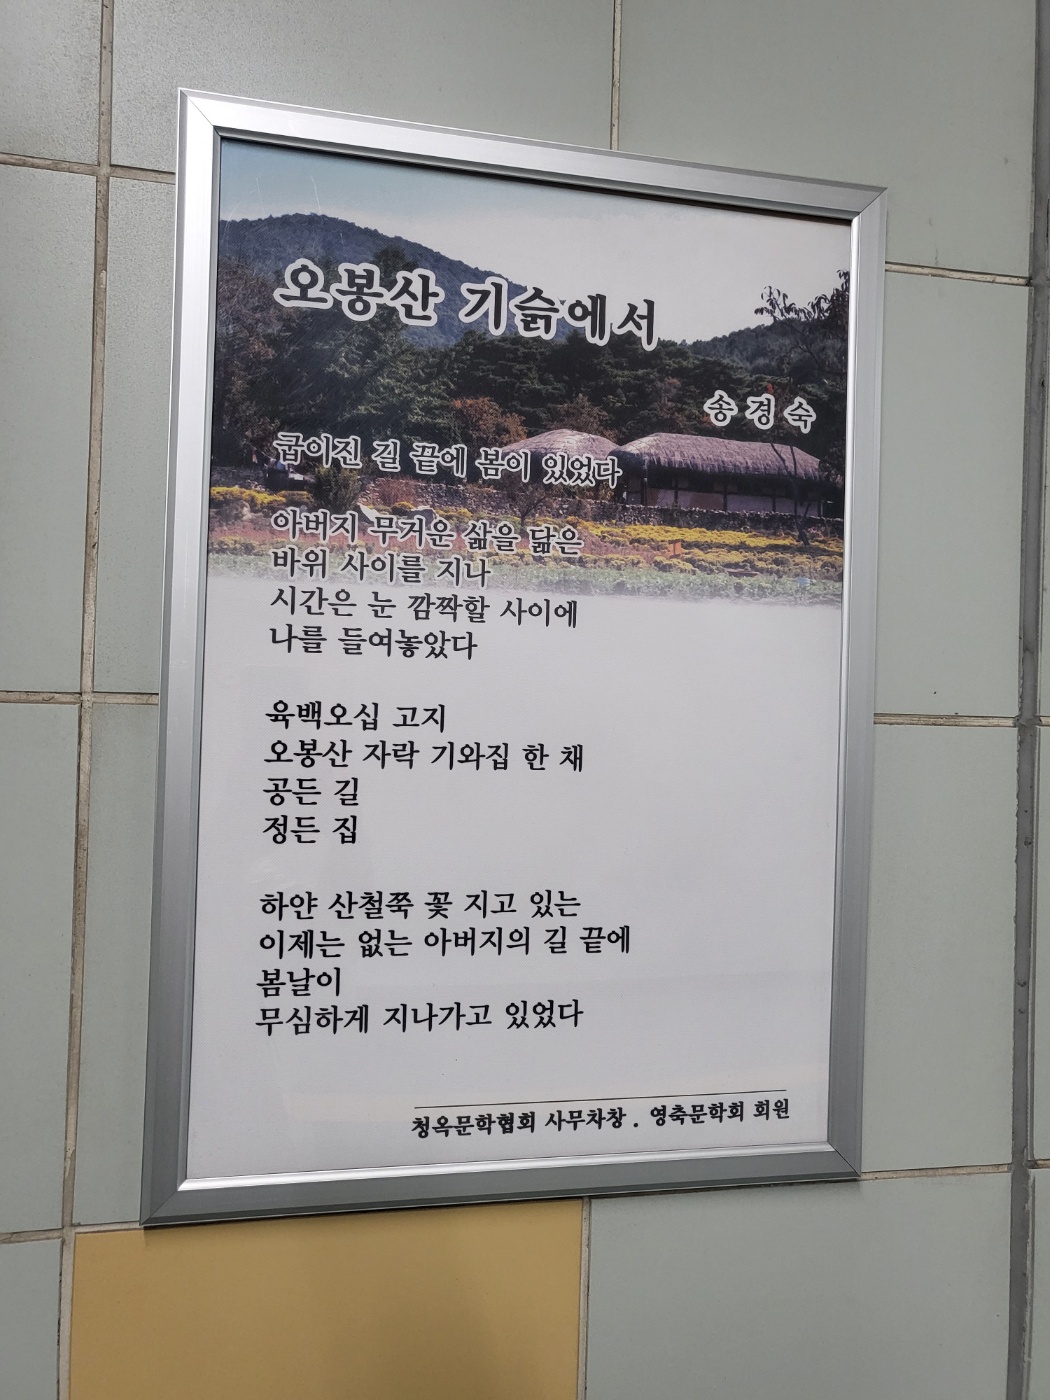 오봉산 기슭에서
송경숙
굽이진 길 끝에 봄이 있었다
아버지 무거운 삶을 닮은
바위 사이를 지나
시간은 눈 깜짝할 사이에
나를 들여놓았다
육백오십 고지
오봉산 자락 기와집 한 채
공든 길
정든 집
하얀 산철쭉 꽃 지고 있는
이제는 없는 아버지의 길 끝에
봄날이
무심하게 지나가고 있었다
청옥문학협회 사무차창 . 영축문학회 회원